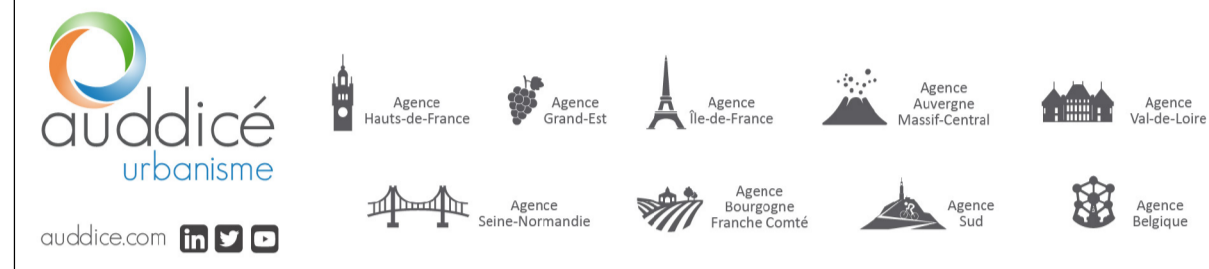 auddicé
urbanisme
auddice.com
Agence
Hauts-de-France
Agence
Grand-Est
Agence
Île-de-France
Agence
Auvergne
Massif-Central
Agence
Val-de-Loire
Agence
Seine-Normandie
Agence
Bourgogne
Franche Comté
Agence
Sud
Agence
Belgique